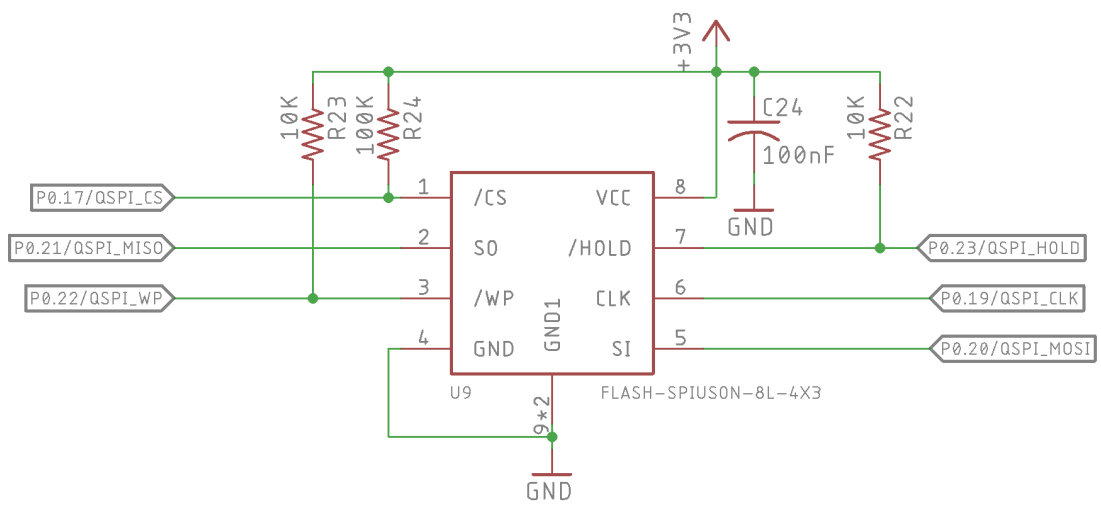 +3V3
10K
R23
100K
R24
C24
100nF
10K
R22
GND
P0.17/QSPI_CS
1
/CS
VCC
8
P0.21/QSPI_MISO
2
SO
/HOLD
7
P0.23/QSPI_HOLD
P0.22/QSPI_WP
3
/WP
CLK
6
P0.19/QSPI_CLK
4
GND
GND1
SI
5
P0.20/QSPI_MOSI
U9
FLASH-SPIUSON-8L-4X3
9*2
GND